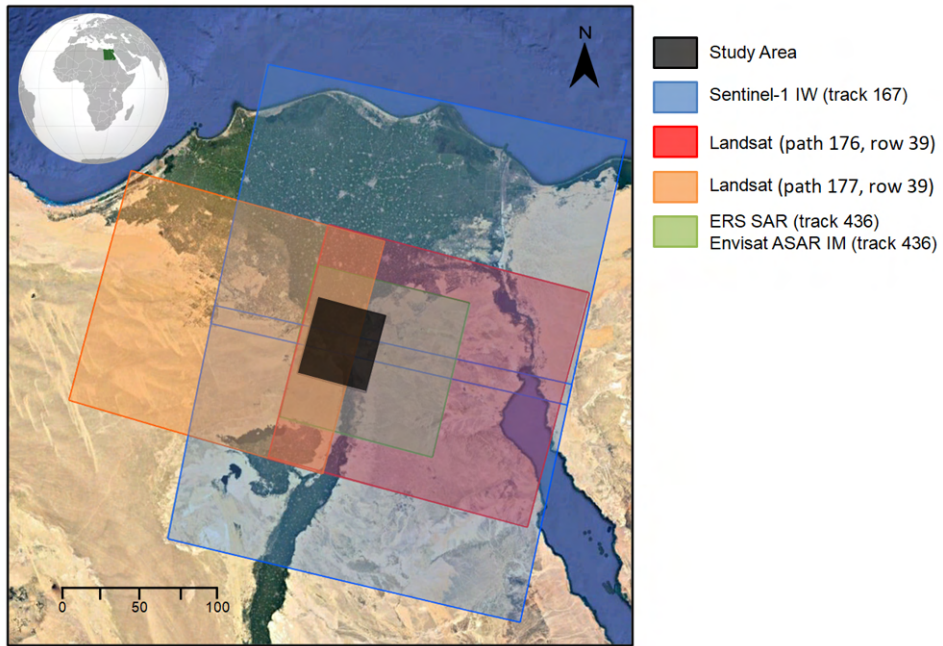 N
Study Area
Sentinel-1 IW (track 167)
Landsat (path 176, row 39)
Landsat (path 177, row 39)
ERS SAR (track 436)
Envisat ASAR IM (track 436)
0 50 100